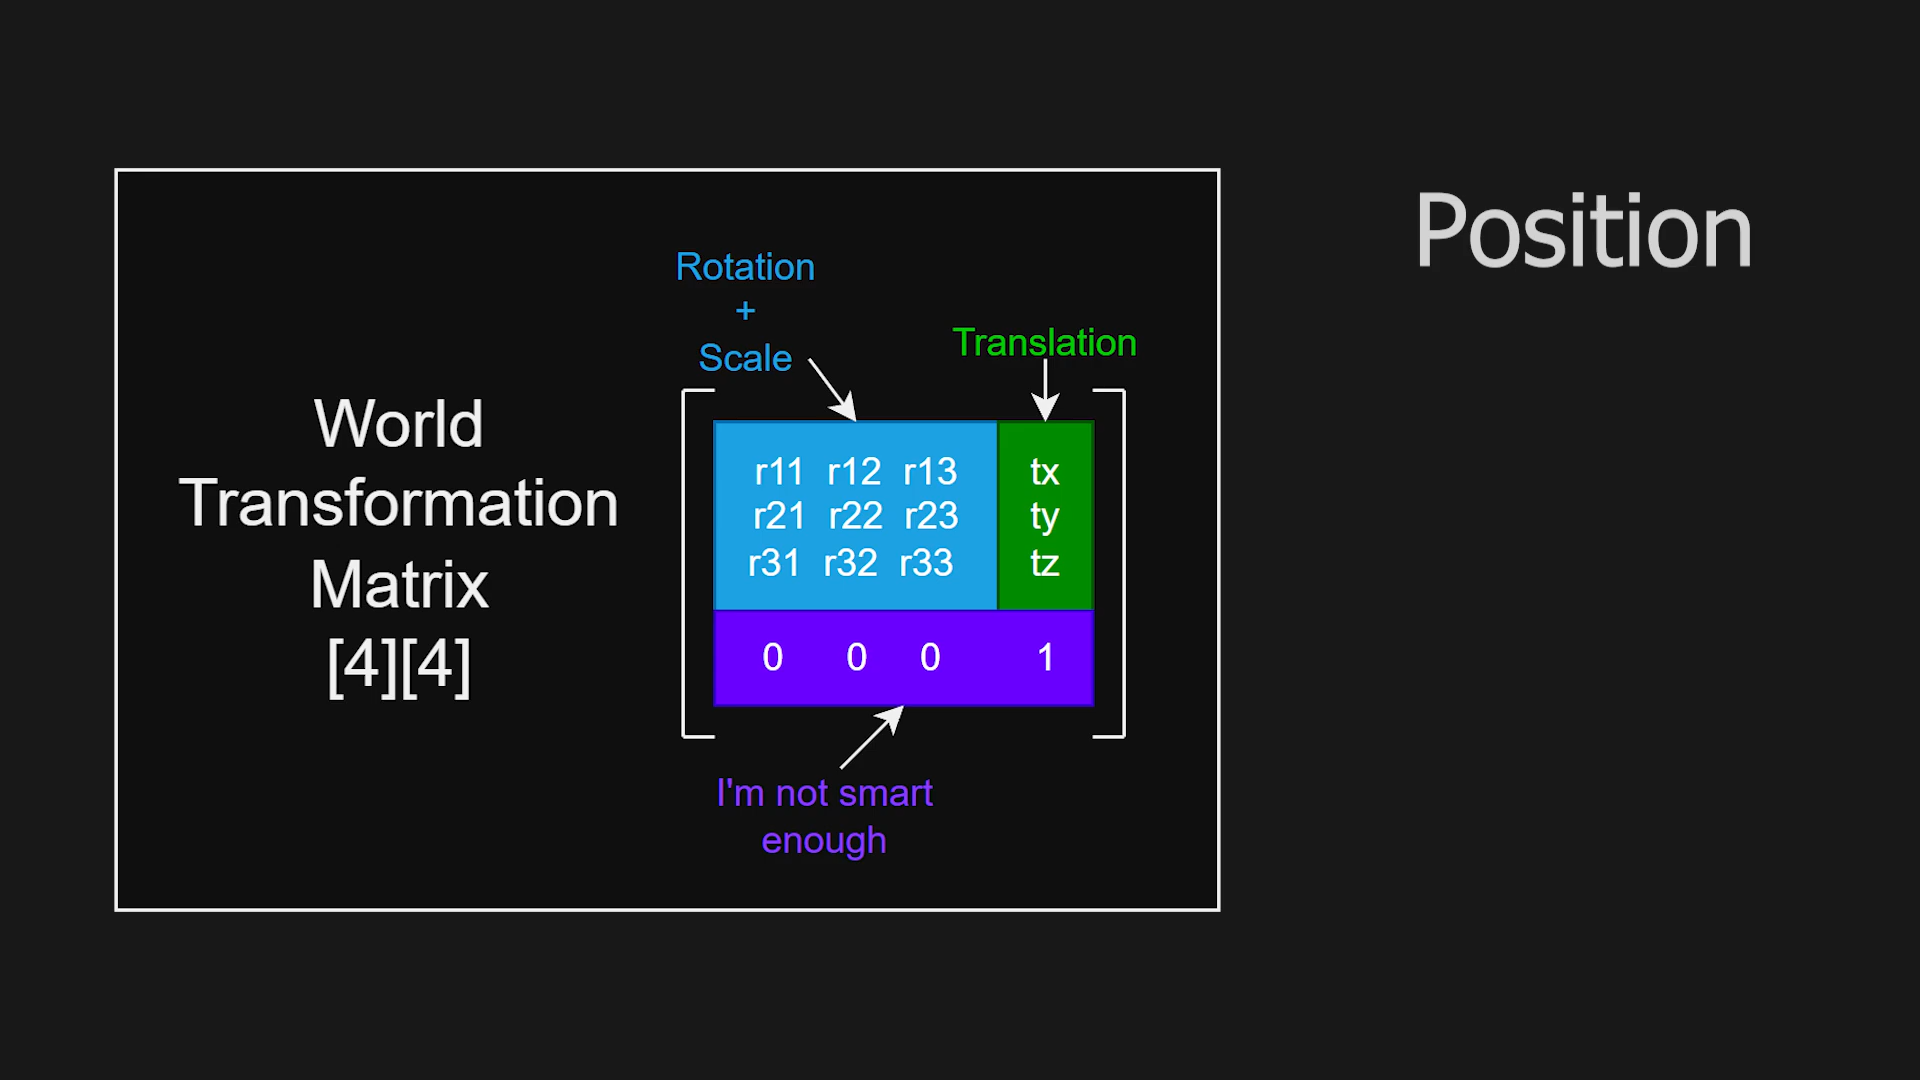 Position
World
Transformation
Matrix
[4][4]
Rotation
+
Scale
Translation
r11 r12 r13 tx
r21 r22 r23 ty
r31 r32 r33 tz
0 0 0 1
I'm not smart
enough